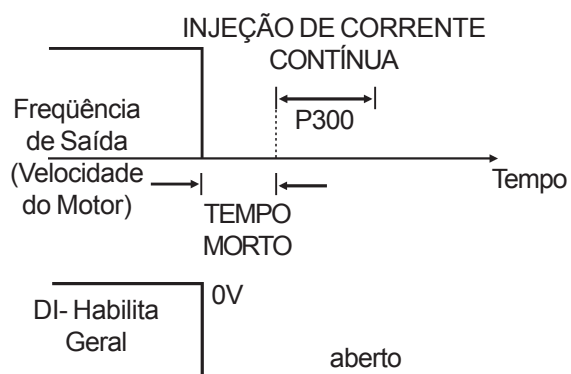 INJEÇÃO DE CORRENTE
CONTÍNUA
P300
Freqüência
de Saída
(Velocidade
do Motor)
Tempo
TEMPO
MORTO
0V
DI- Habilita
Geral
aberto